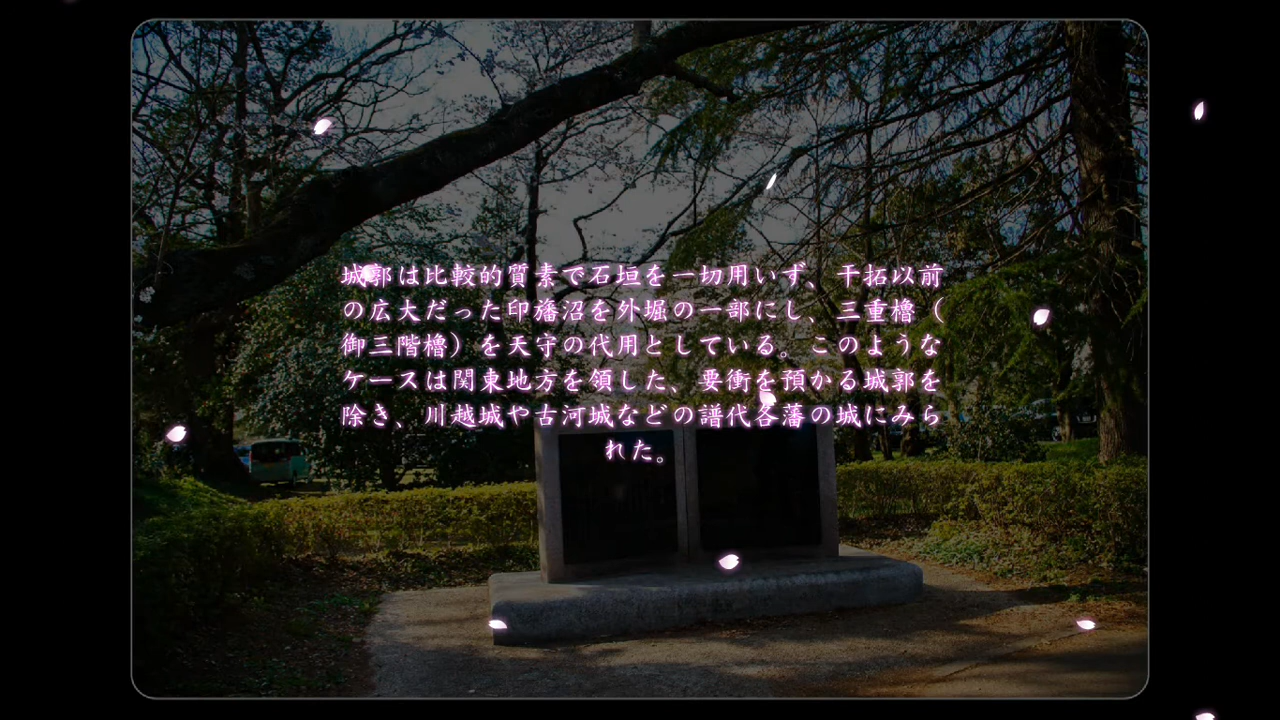 城郭は比較的質素で石垣を一切用いず、干拓以前
の広大だった印旛沼を外堀の一部にし、三重櫓（
御三階櫓）を天守の代用としている。このような
ケースは関東地方を領した、要衝を預かる城郭を
除き、川越城や古河城などの譜代各藩の城にみら
れた。